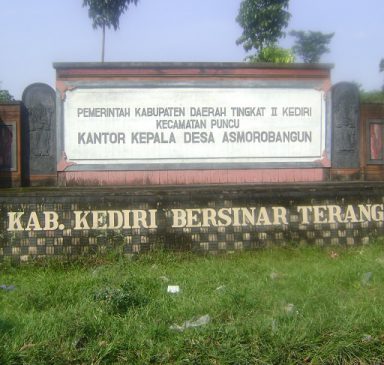 PEMERINTAH KABUPATEN DAERAH TINGKAT II KEDIRI
KECAMATAN PUNCU
KANTOR KEPALA DESA ASMOROBANGUN
KAB. KEDIRI BERSINAR TERANG